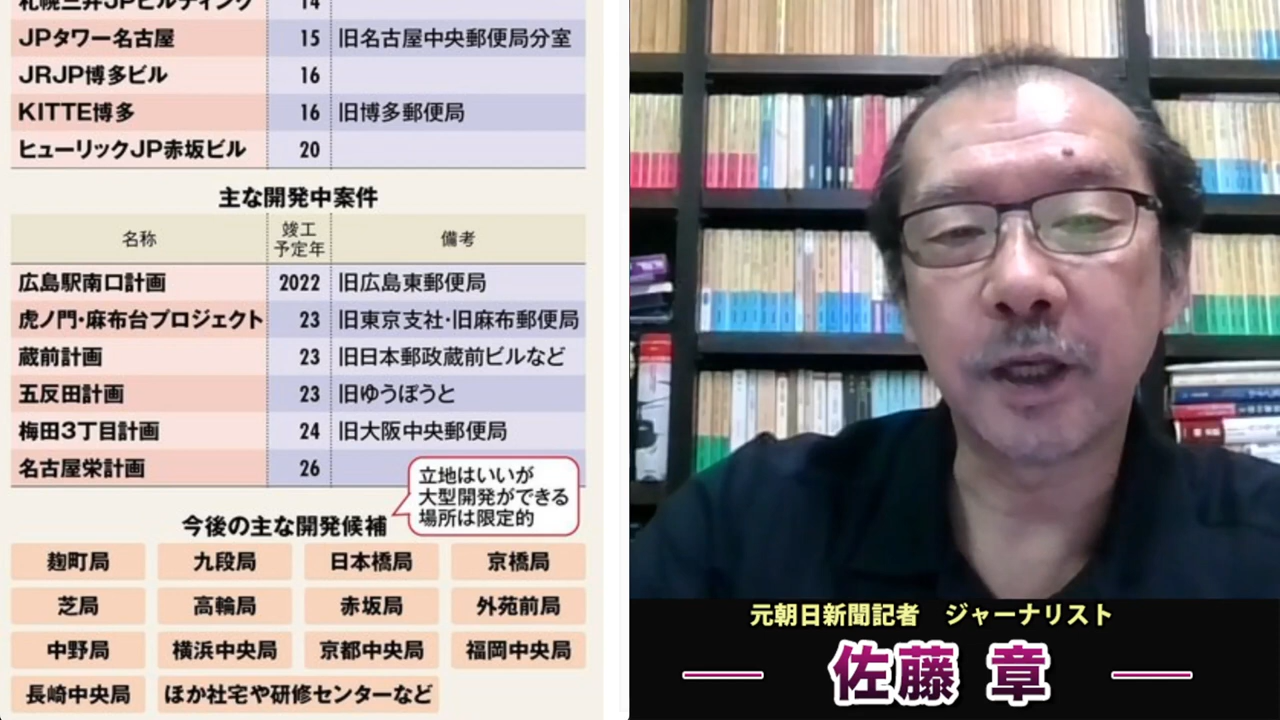 札幌三井JPビルディング 14
JPタワー名古屋 15 旧名古屋中央郵便局分室
JRJP博多ビル 16
KITTE博多 16 旧博多郵便局
ヒューリックJP赤坂ビル 20
主な開発中案件
名称 竣工予定年 備考
広島駅南口計画 2022 旧広島東郵便局
虎ノ門・麻布台プロジェクト 23 旧東京支社・旧麻布郵便局
蔵前計画 23 旧日本郵政蔵前ビルなど
五反田計画 23 旧ゆうぽうと
梅田3丁目計画 24 旧大阪中央郵便局
名古屋栄計画 26
立地はいいが
大型開発ができる
場所は限定的
今後の主な開発候補
麹町局 九段局 日本橋局 京橋局
芝局 高輪局 赤坂局 外苑前局
中野局 横浜中央局 京都中央局 福岡中央局
長崎中央局 ほか社宅や研修センターなど
元朝日新聞記者 ジャーナリスト
佐藤 章